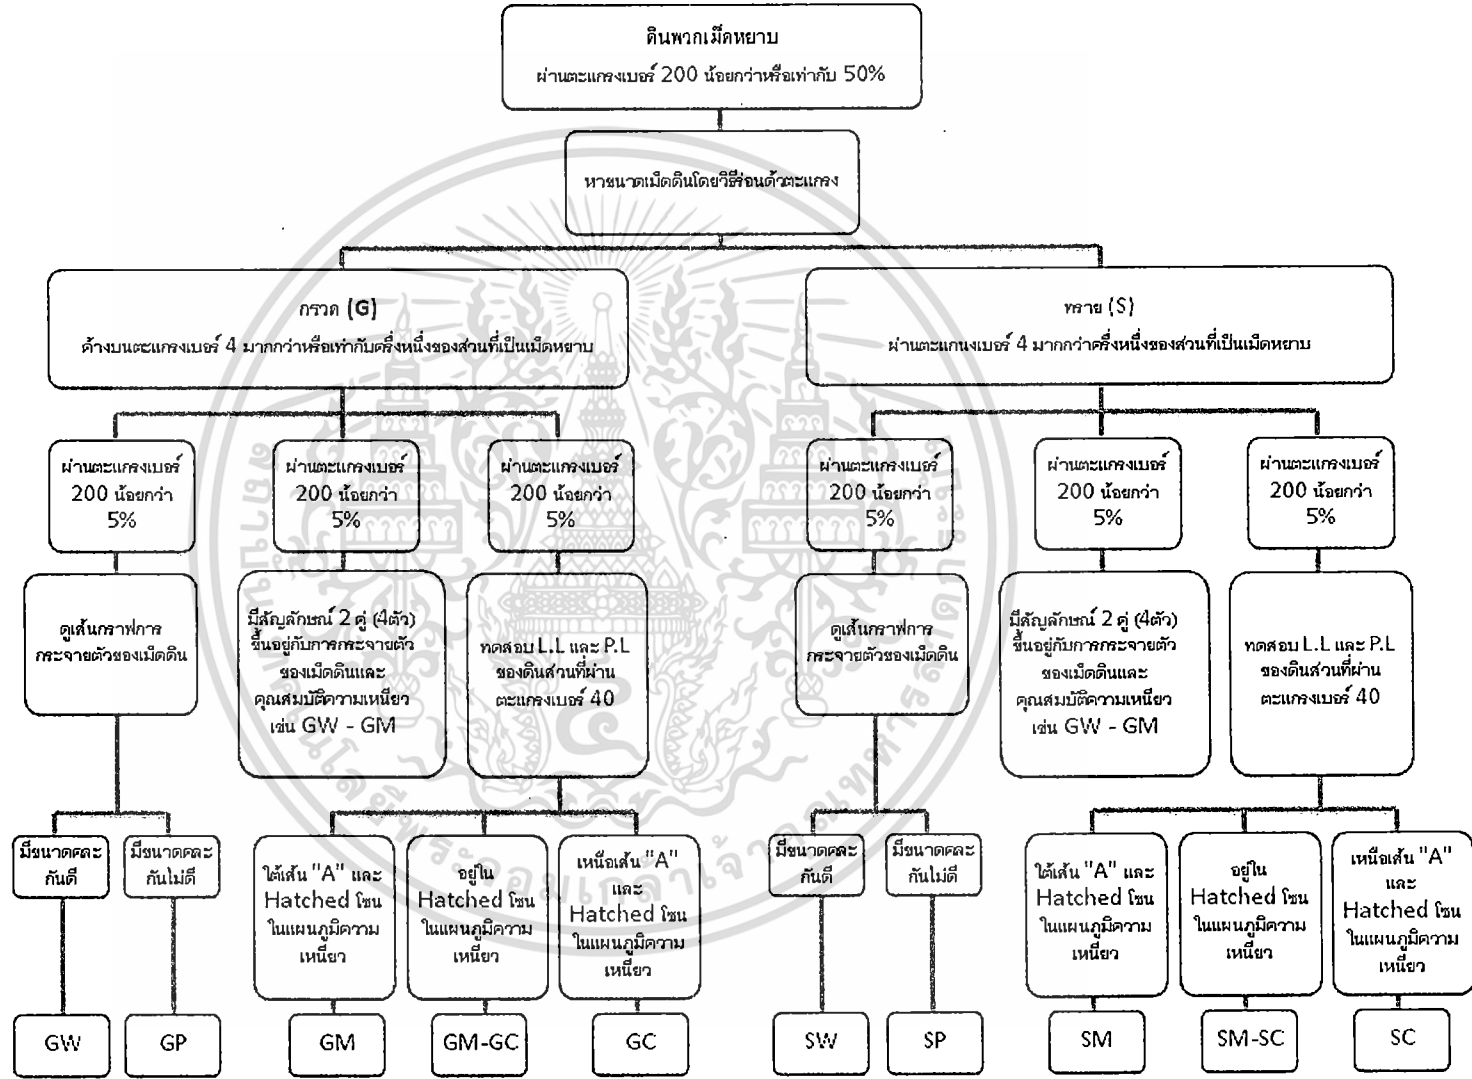 ดินพวกเม็ดหยาบ
ผ่านตะแกรงเบอร์ 200 น้อยกว่าหรือเท่ากับ 50%
หาขนาดเม็ดดินโดยวิธีร่อนด้วตะแกรง
กรวด (G)
ค้างบนตะแกรงเบอร์ 4 มากกว่าหรือเท่ากับครึ่งหนึ่งของส่วนที่เป็นเม็ดหยาบ
ทราย (S)
ผ่านตะแกนงเบอร์ 4 มากกว่าครึ่งหนึ่งของส่วนที่เป็นเม็ดหยาบ
ผ่านตะแกรงเบอร์
200 น้อยกว่า
5%
ผ่านตะแกรงเบอร์
200 น้อยกว่า
5%
ผ่านตะแกรงเบอร์
200 น้อยกว่า
5%
ผ่านตะแกรงเบอร์
200 น้อยกว่า
5%
ผ่านตะแกรงเบอร์
200 น้อยกว่า
5%
ผ่านตะแกรงเบอร์
200 น้อยกว่า
5%
ดูเส้นกราฟการ
กระจายตัวของเม็ดดิน
มีสัญลักษณ์ 2 คู่ (4ตัว)
ขึ้นอยู่กับการกระจายตัว
ของเม็ดดินและ
คุณสมบัติความเหนียว
เช่น GW - GM
ทดสอบ L.L และ P.L
ของดินส่วนที่ผ่าน
ตะแกรงเบอร์ 40
ดูเส้นกราฟการ
กระจายตัวของเม็ดดิน
มีสัญลักษณ์ 2 คู่ (4ตัว)
ขึ้นอยู่กับการกระจายตัว
ของเม็ดดินและ
คุณสมบัติความเหนียว
เช่น GW - GM
ทดสอบ L.L และ P.L
ของดินส่วนที่ผ่าน
ตะแกรงเบอร์ 40
มีขนาดคละ
กันดี
มีขนาดคละ
กันไม่ดี
ใต้เส้น "A" และ
Hatched โซน
ในแผนภูมิความ
เหนียว
อยู่ใน
Hatched โซน
ในแผนภูมิความ
เหนียว
เหนือเส้น "A"
และ
Hatched โซน
ในแผนภูมิความ
เหนียว
มีขนาดคละ
กันดี
มีขนาดคละ
กันไม่ดี
ใต้เส้น "A" และ
Hatched โซน
ในแผนภูมิความ
เหนียว
อยู่ใน
Hatched โซน
ในแผนภูมิความ
เหนียว
เหนือเส้น "A"
และ
Hatched โซน
ในแผนภูมิความ
เหนียว
GW
GP
GM
GM-GC
GC
SW
SP
SM
SM-SC
SC
สถาบันเทคโนโลยีพระจอมเกล้าเจ้าคุณทหารลาดกระบัง